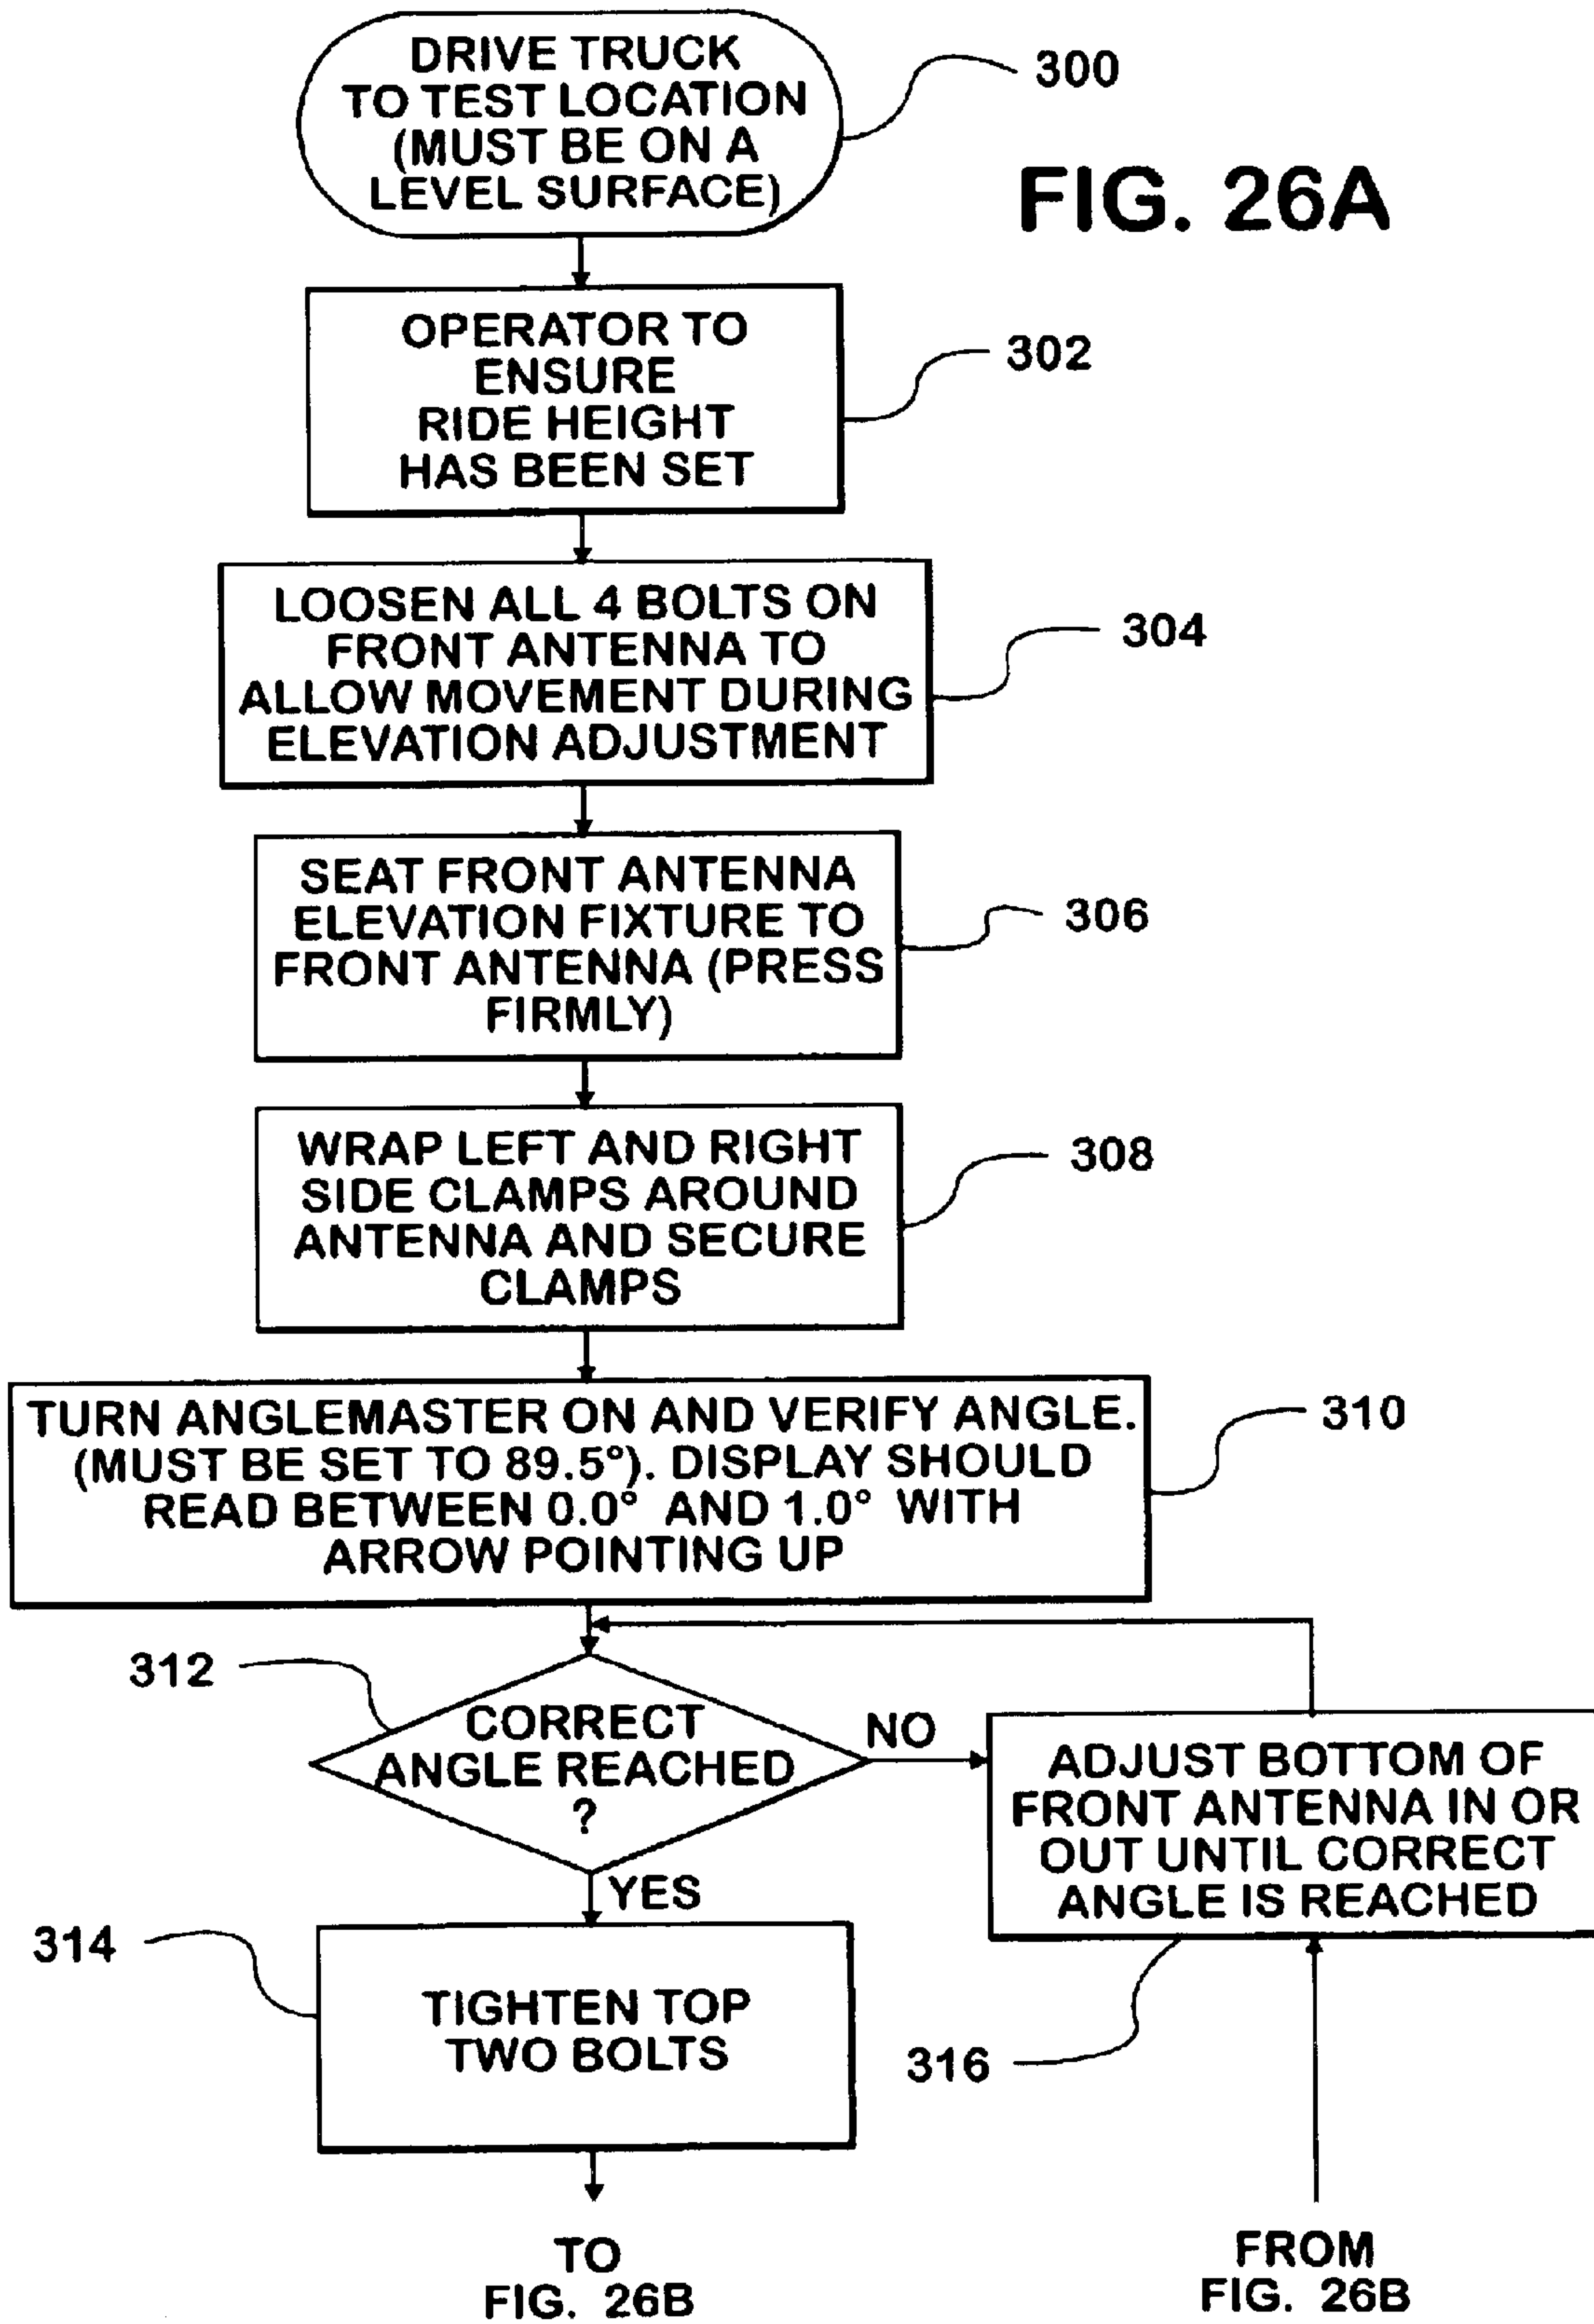 DRIVE TRUCK
TO TEST LOCATION
(MUST BE ON A
LEVEL SURFACE)
300
FIG. 26A
OPERATOR TO
ENSURE
RIDE HEIGHT
HAS BEEN SET
302
LOOSEN ALL 4 BOLTS ON
FRONT ANTENNA TO
ALLOW MOVEMENT DURING
ELEVATION ADJUSTMENT
304
SEAT FRONT ANTENNA
ELEVATION FIXTURE TO
FRONT ANTENNA (PRESS
FIRMLY)
306
WRAP LEFT AND RIGHT
SIDE CLAMPS AROUND
ANTENNA AND SECURE
CLAMPS
308
TURN ANGLEMASTER ON AND VERIFY ANGLE.
(MUST BE SET TO 89.5°). DISPLAY SHOULD
READ BETWEEN 0.0° AND 1.0° WITH
ARROW POINTING UP
310
312
CORRECT
ANGLE REACHED
?
NO
ADJUST BOTTOM OF
FRONT ANTENNA IN OR
OUT UNTIL CORRECT
ANGLE IS REACHED
316
YES
314
TIGHTEN TOP
TWO BOLTS
TO
FIG. 26B
FROM
FIG. 26B